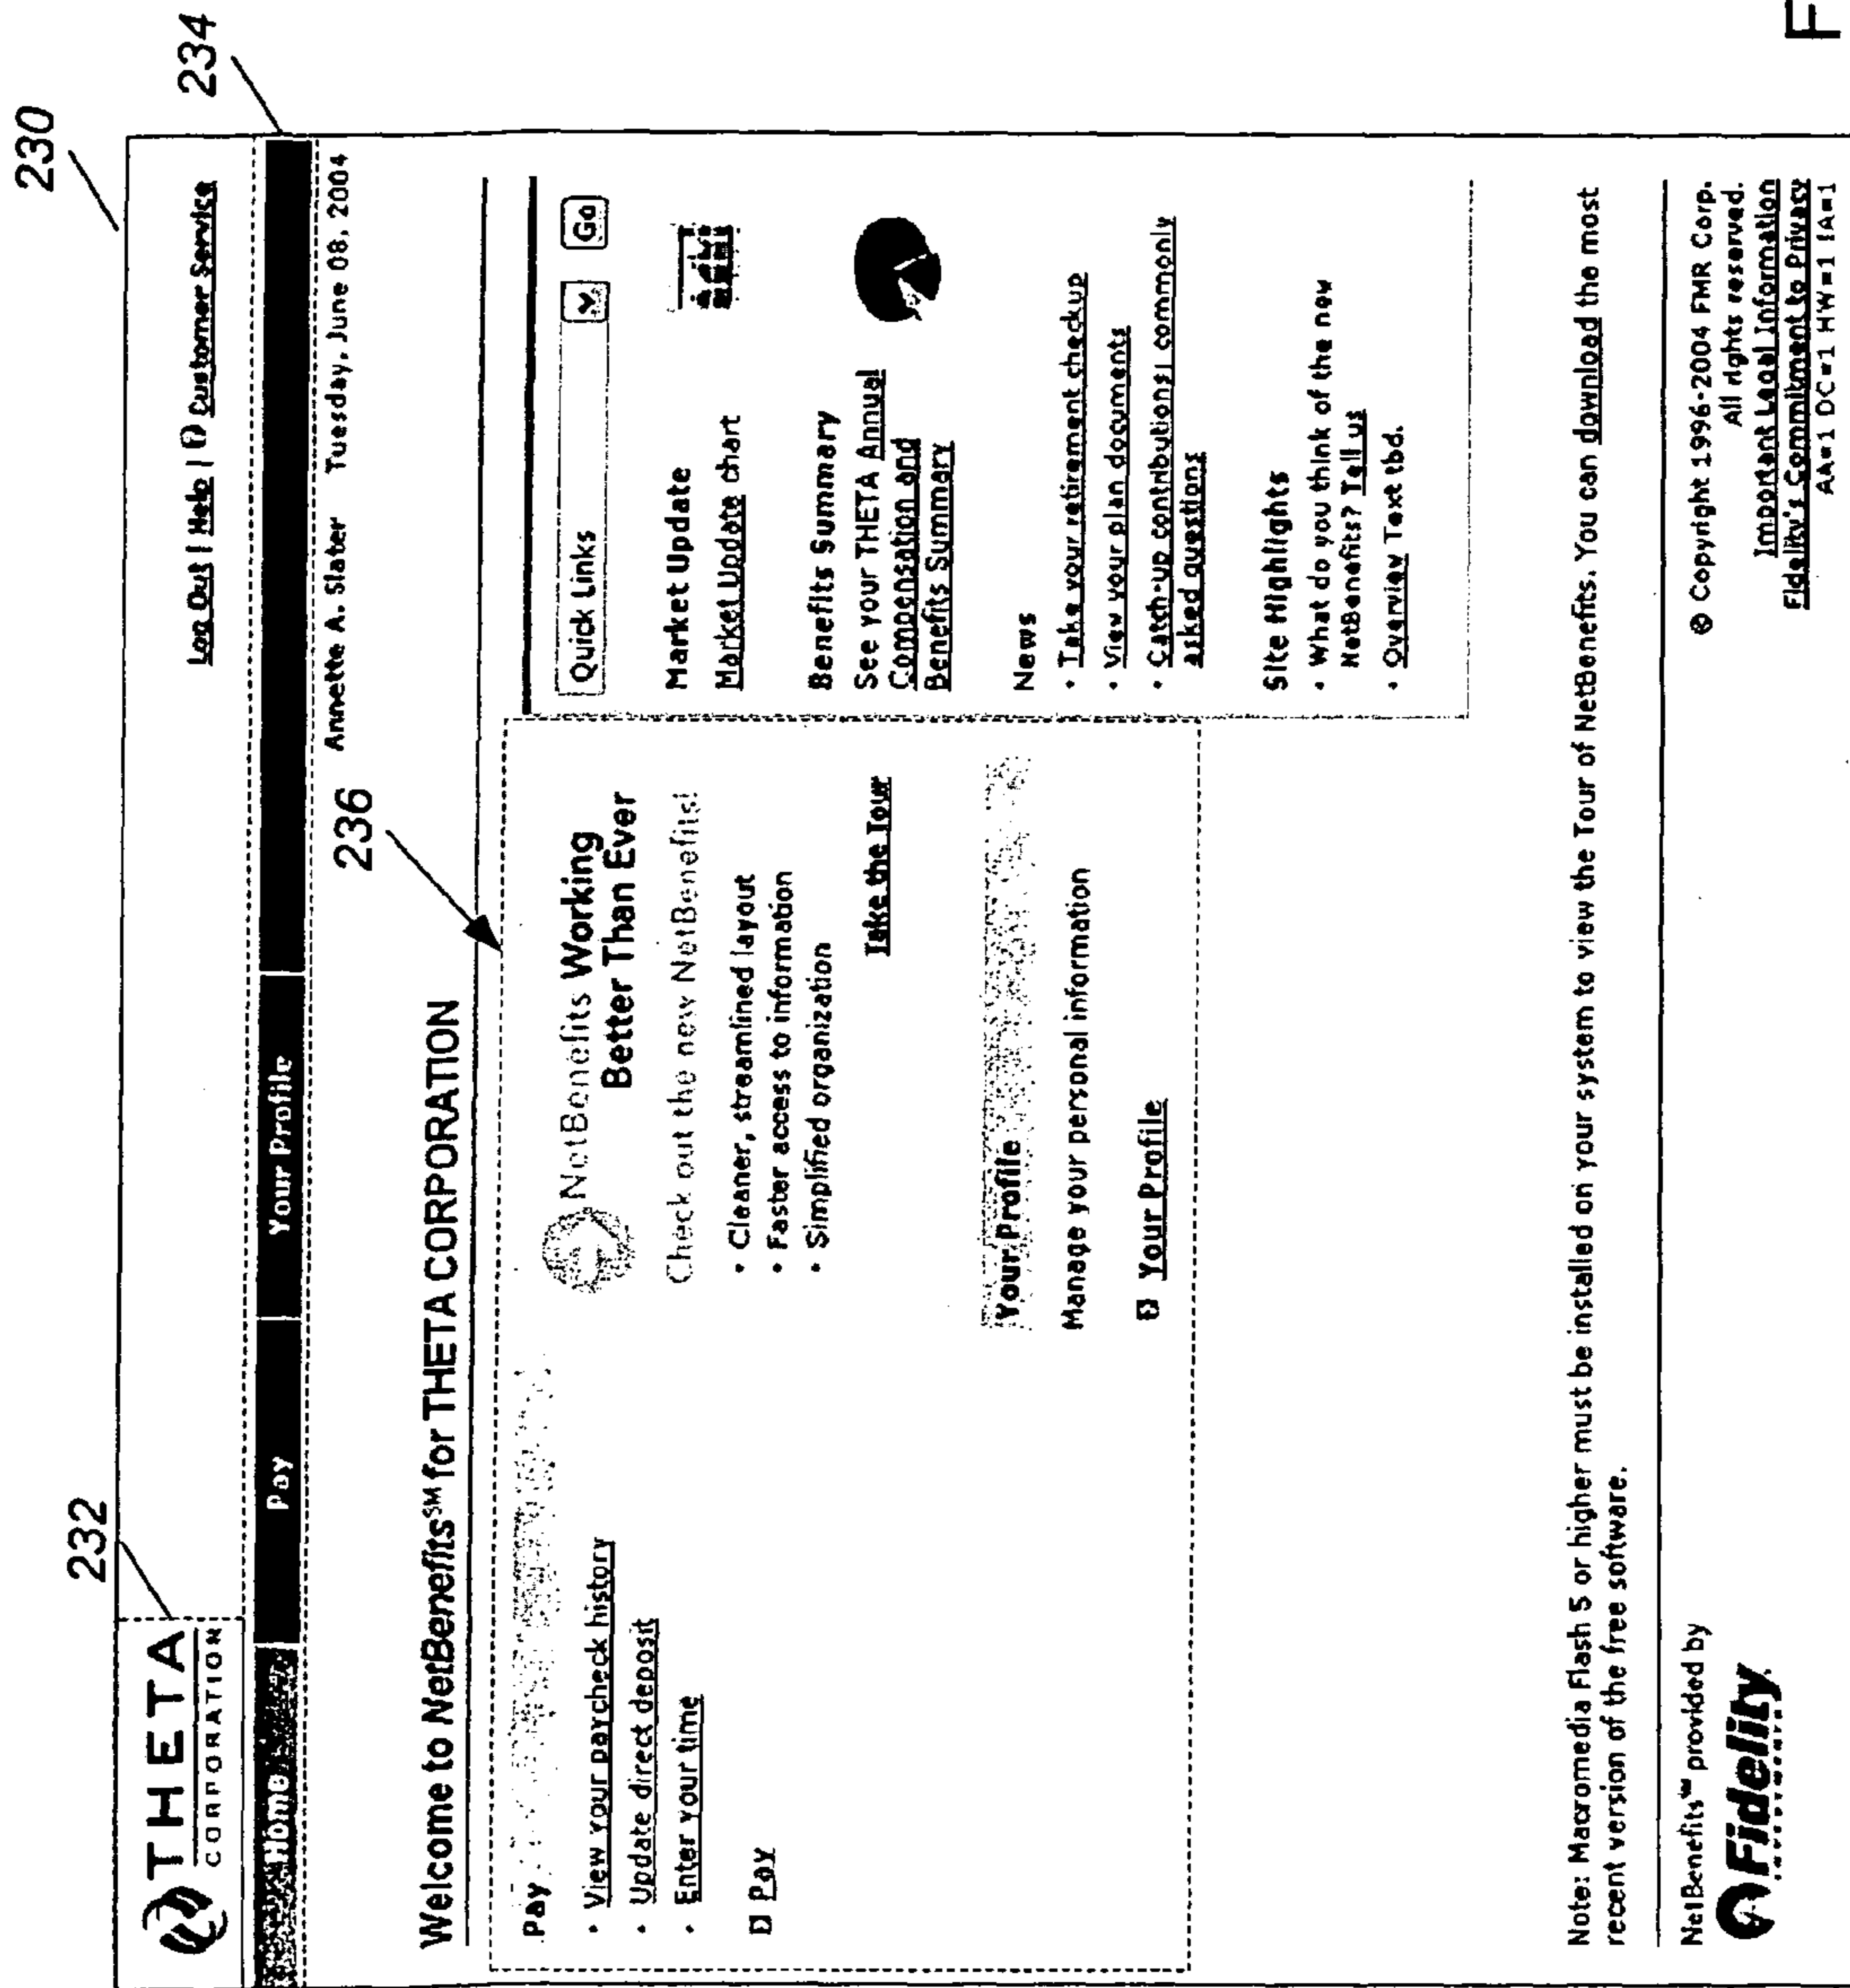 230
232
234
THETA
CORPORATION
Log Out | Help | Customer Service
Home
Pay
Your Profile
Annette A. Slater Tuesday, June 08, 2004
Welcome to NetBenefits℠ for THETA CORPORATION
236
Pay
• View your paycheck history
• Update direct deposit
• Enter your time
Pay
NetBenefits Working
Better Than Ever
Check out the new NetBenefits!
• Cleaner, streamlined layout
• Faster access to information
• Simplified organization
Take the Tour
Your Profile
Manage your personal information
Your Profile
Quick Links
Go
Market Update
Market Update chart
Benefits Summary
See your THETA Annual
Compensation and
Benefits Summary
News
• Take your retirement checkup
• View your plan documents
• Catch-up contributions: commonly
asked questions
Site Highlights
• What do you think of the new
NetBenefits? Tell us
• Overview Text tbd.
Note: Macromedia Flash 5 or higher must be installed on your system to view the Tour of NetBenefits. You can download the most
recent version of the free software.
NetBenefits℠ provided by
Fidelity
© Copyright 1996-2004 FMR Corp.
All rights reserved.
Important Legal Information
Fidelity's Commitment to Privacy
AA=1 DC=1 HW=1 IA=1
F